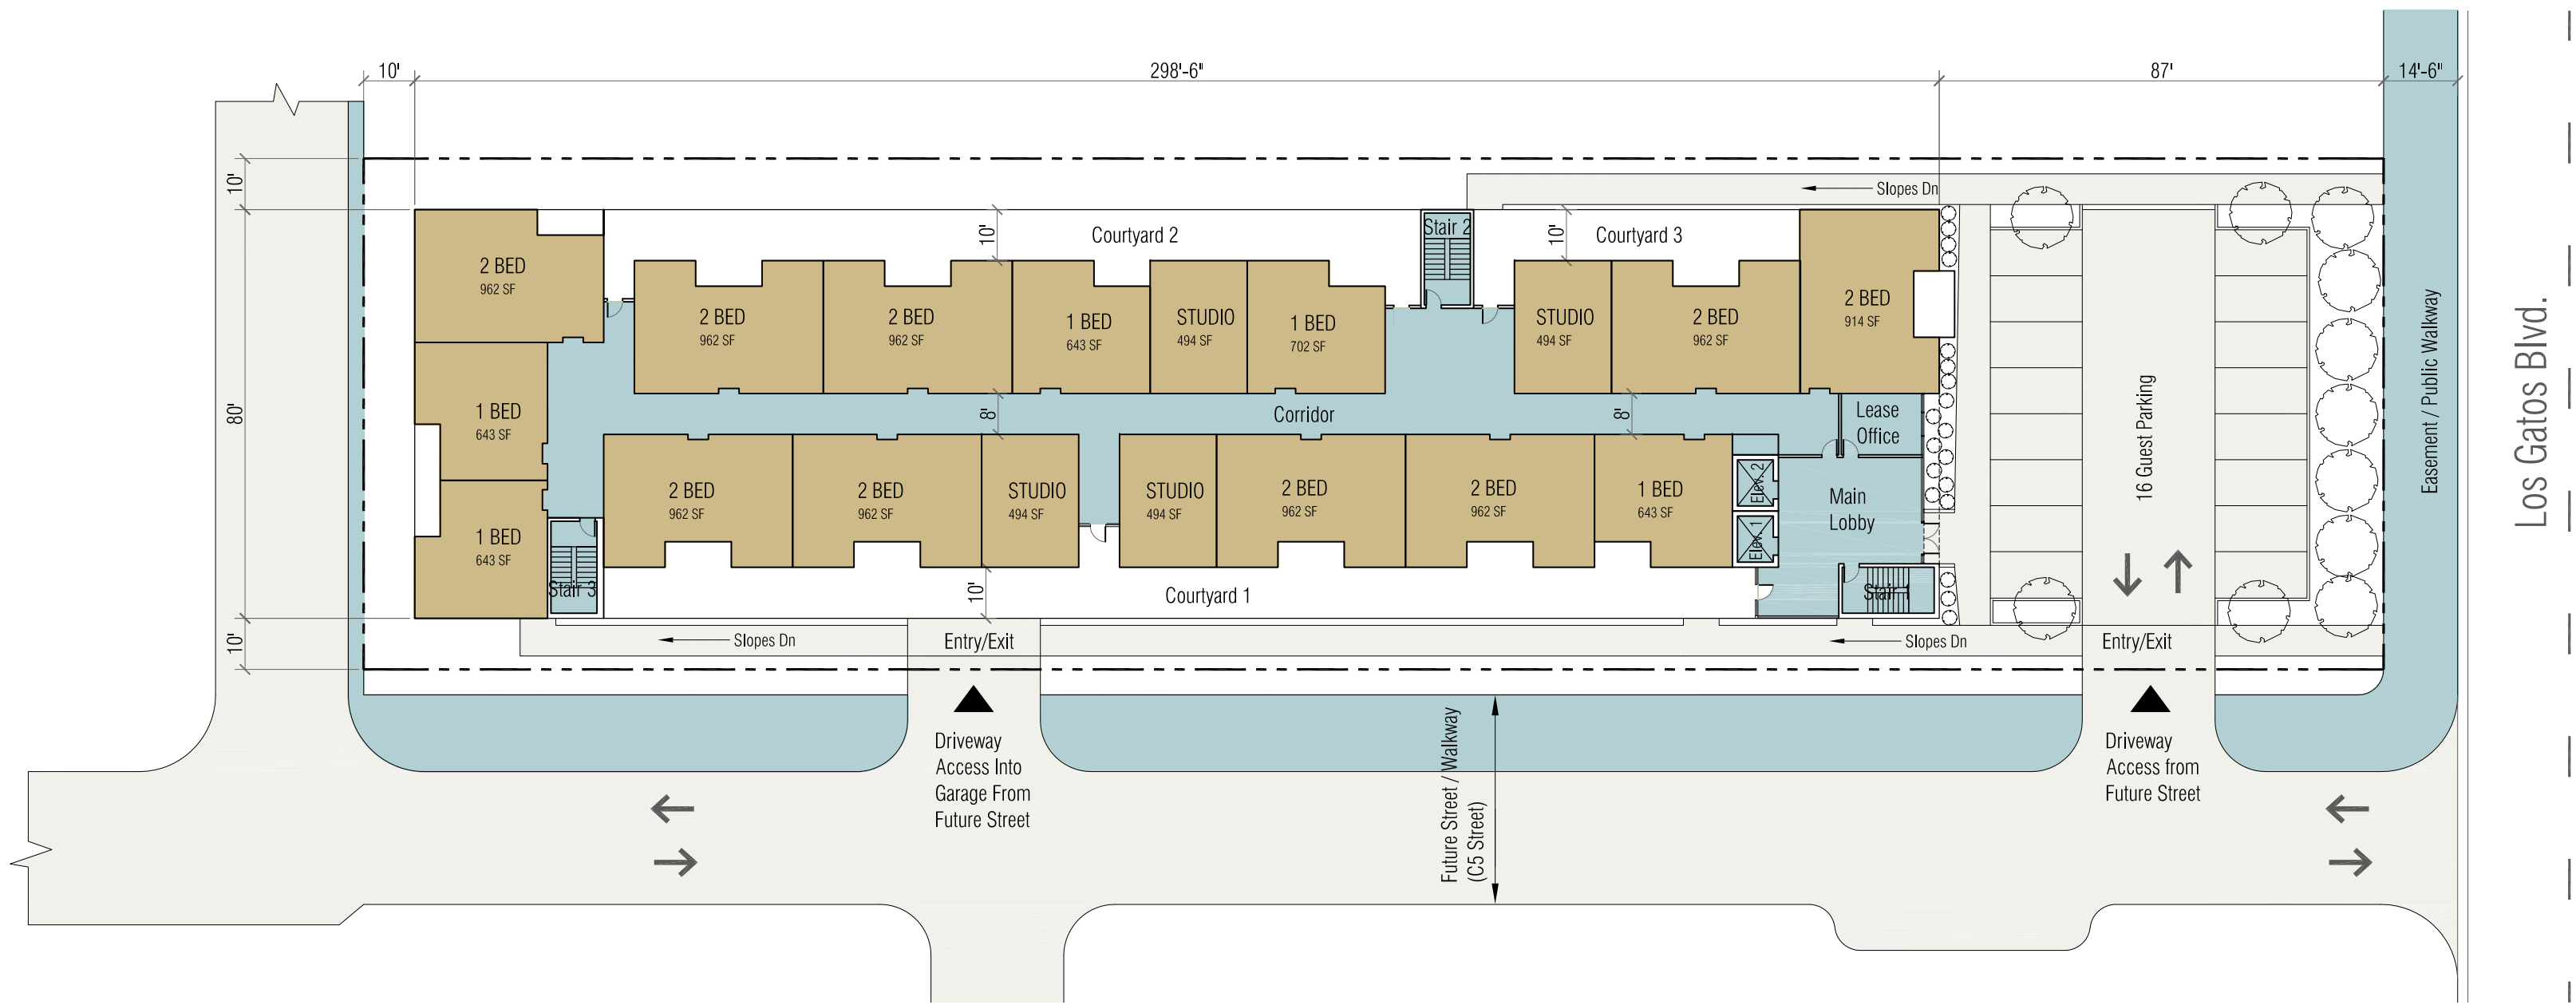 10'
298'-6"
87'
14'-6"
10'
80'
10'
Slopes Dn
2 BED
962 SF
Courtyard 2
10'
Stair 2
10'
Courtyard 3
2 BED
962 SF
2 BED
962 SF
1 BED
643 SF
STUDIO
494 SF
1 BED
702 SF
STUDIO
494 SF
2 BED
962 SF
2 BED
914 SF
1 BED
643 SF
8'
Corridor
8'
Lease
Office
1 BED
643 SF
2 BED
962 SF
2 BED
962 SF
STUDIO
494 SF
STUDIO
494 SF
2 BED
962 SF
2 BED
962 SF
1 BED
643 SF
Elev. 2
Elev. 1
Main
Lobby
Stair 3
10'
Courtyard 1
Stair 1
16 Guest Parking
Easement / Public Walkway
Los Gatos Blvd.
Slopes Dn
Entry/Exit
Slopes Dn
Entry/Exit
Driveway
Access Into
Garage From
Future Street
Future Street / Walkway
(C5 Street)
Driveway
Access from
Future Street